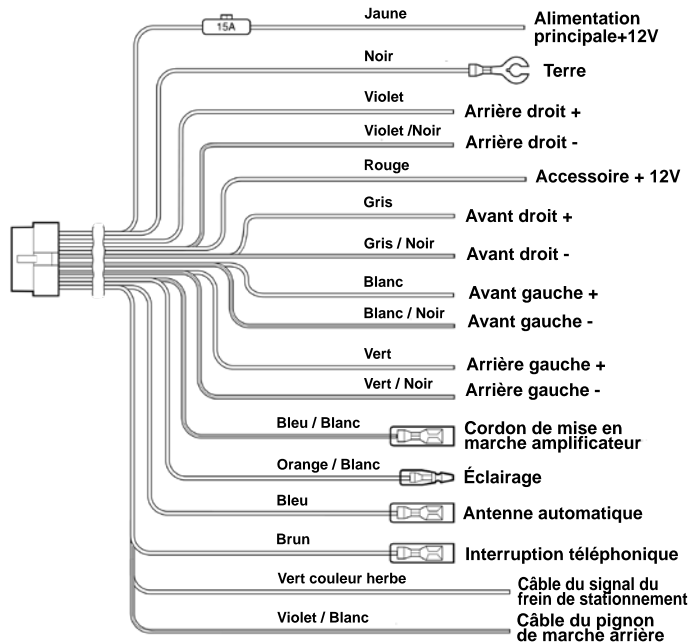 Jaune
15A
Alimentation
principale+12V
Noir
Terre
Violet
Arrière droit +
Violet /Noir
Arrière droit -
Rouge
Accessoire + 12V
Gris
Avant droit +
Gris / Noir
Avant droit -
Blanc
Avant gauche +
Blanc / Noir
Avant gauche -
Vert
Arrière gauche +
Vert / Noir
Arrière gauche -
Bleu / Blanc
Cordon de mise en
marche amplificateur
Orange / Blanc
Éclairage
Bleu
Antenne automatique
Brun
Interruption téléphonique
Vert couleur herbe
Câble du signal du
frein de stationnement
Violet / Blanc
Câble du pignon
de marche arrière